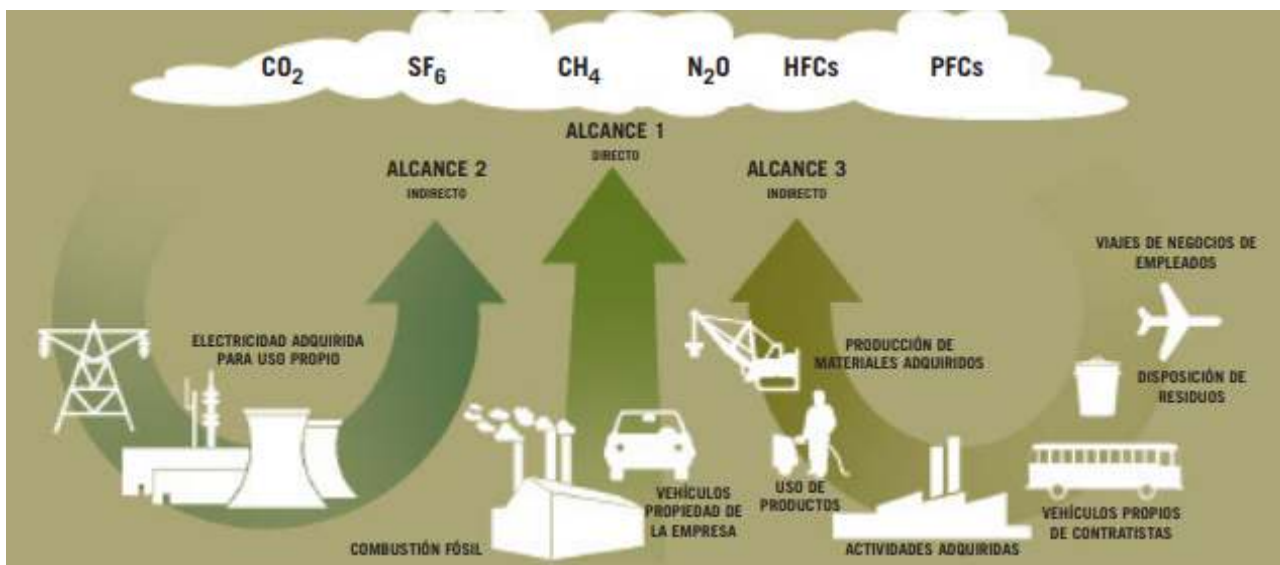 CO2 SF6 CH4 N2O HFCs PFCs
ALCANCE 1
DIRECTO
ALCANCE 2
INDIRECTO
ALCANCE 3
INDIRECTO
VIAJES DE NEGOCIOS DE
EMPLEADOS
ELECTRICIDAD ADQUIRIDA
PARA USO PROPIO
PRODUCCIÓN DE
MATERIALES ADQUIRIDOS
DISPOSICIÓN DE
RESIDUOS
COMBUSTIÓN FÓSIL
VEHÍCULOS
PROPIEDAD DE
LA EMPRESA
USO DE
PRODUCTOS
ACTIVIDADES ADQUIRIDAS
VEHÍCULOS PROPIOS
DE CONTRATISTAS